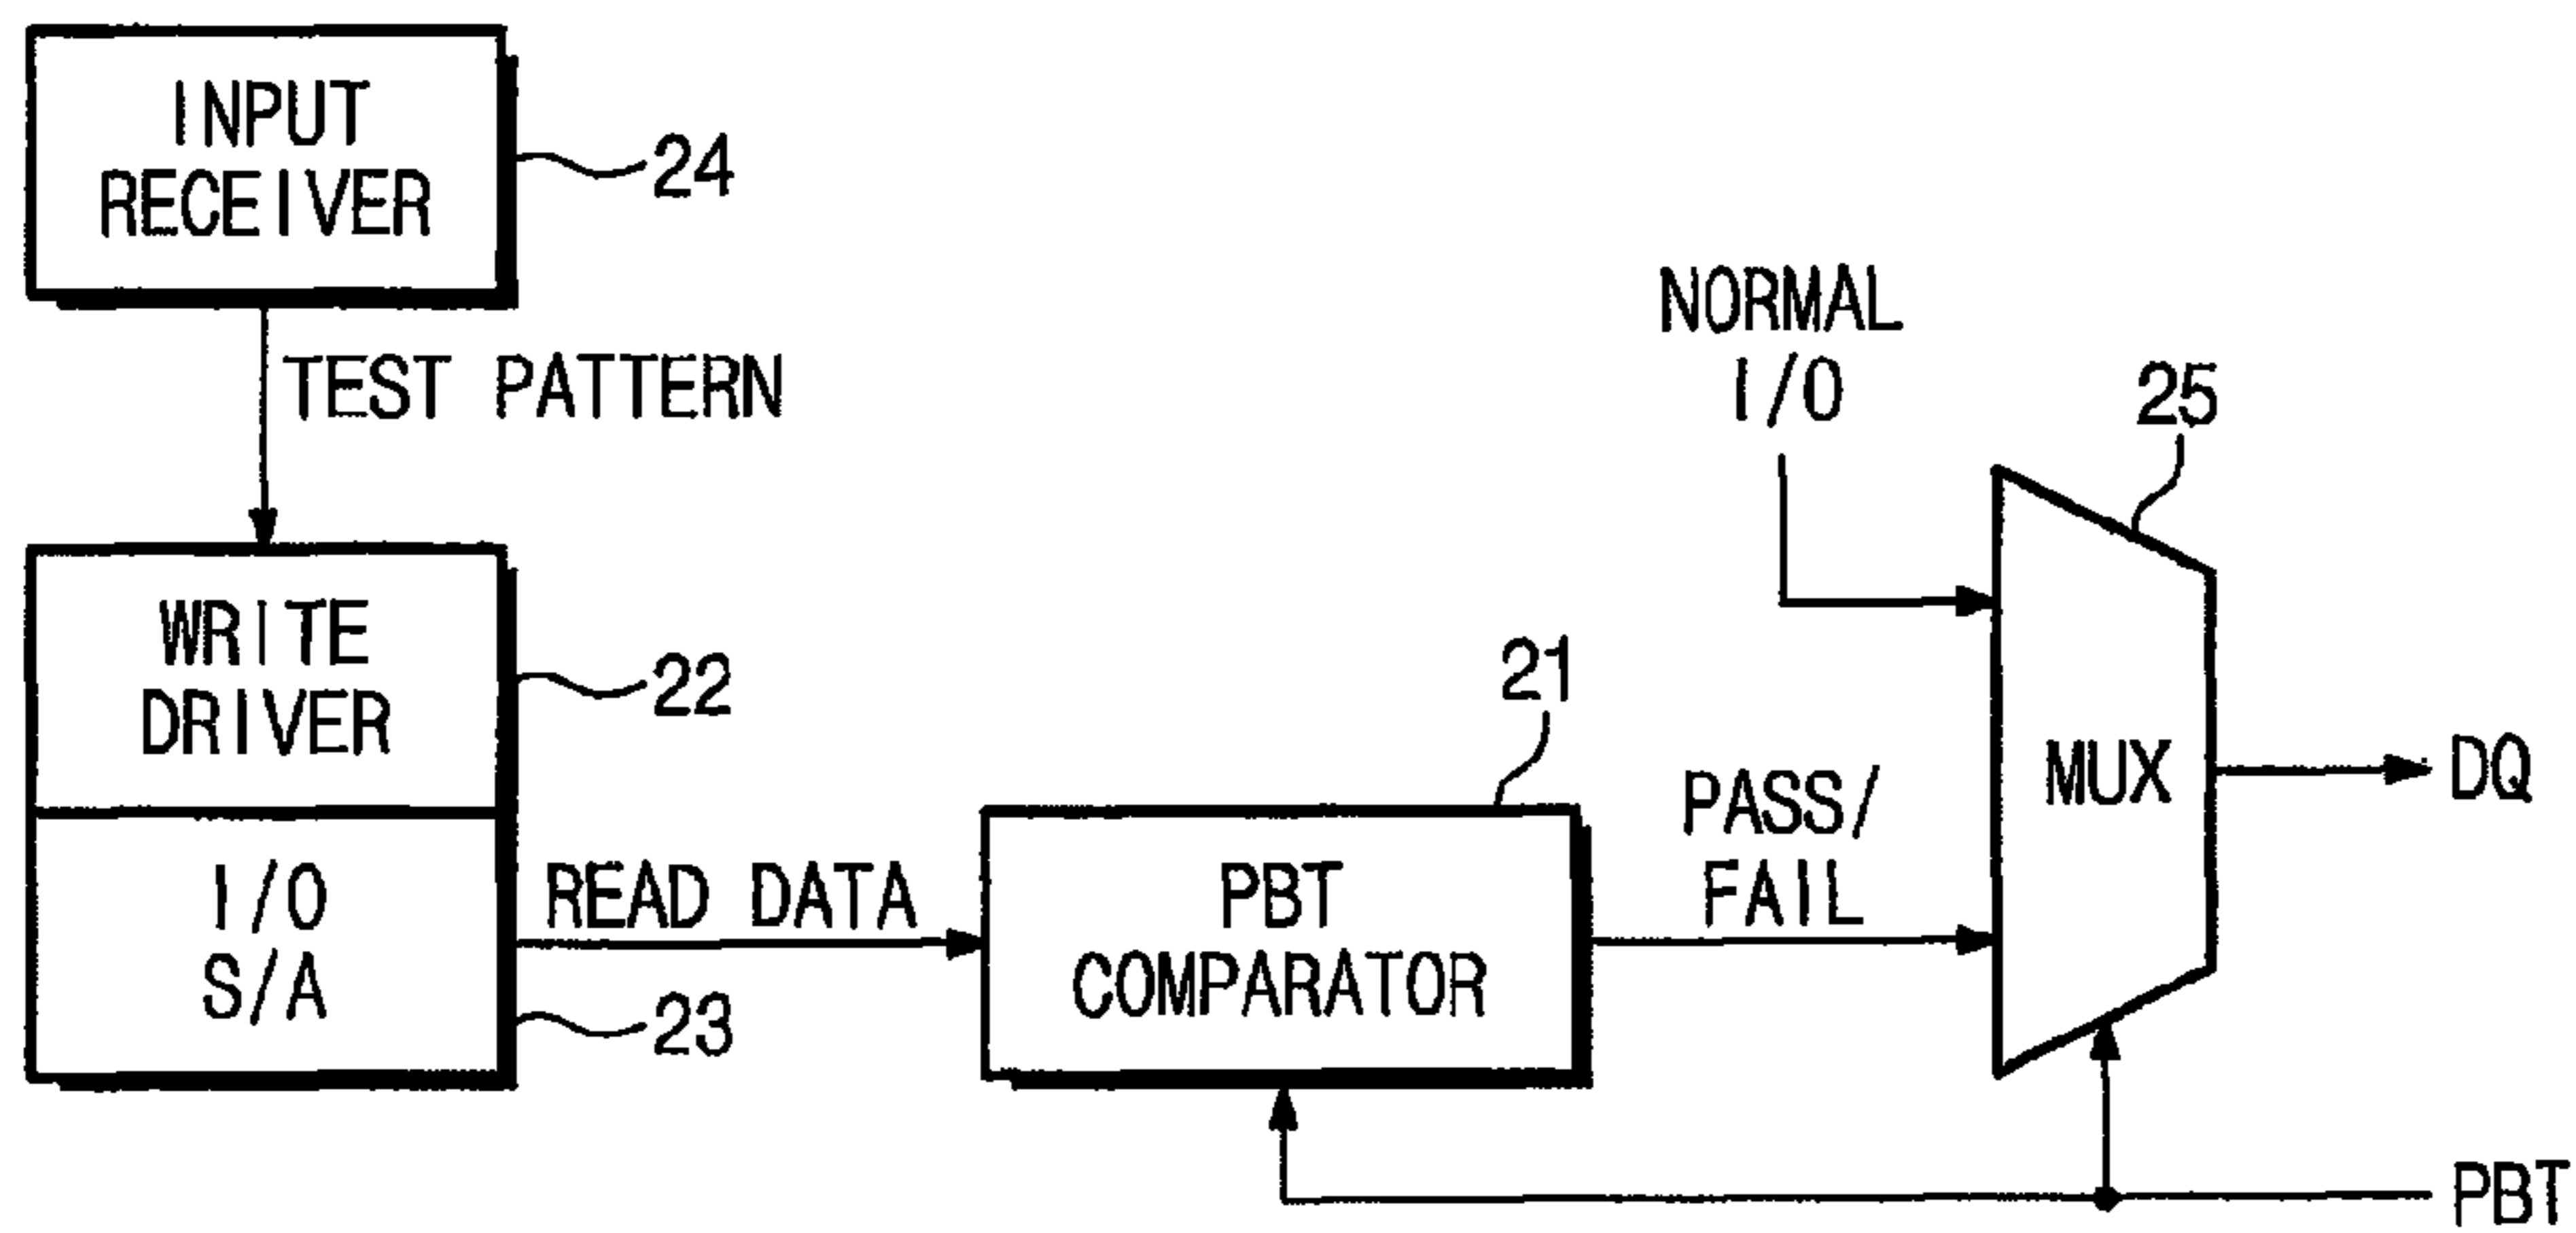 INPUT
RECEIVER
24
TEST PATTERN
WRITE
DRIVER
22
I/O
S/A
23
READ DATA
PBT
COMPARATOR
21
PASS/
FAIL
NORMAL
I/O
25
MUX
DQ
PBT